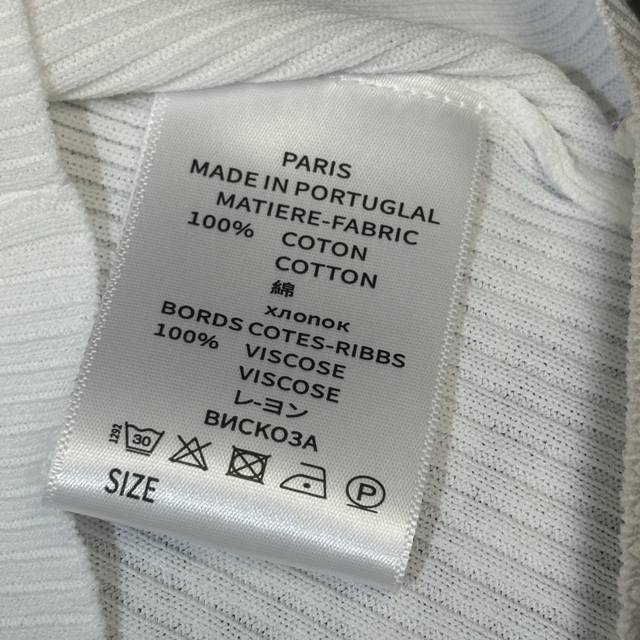 PARIS
MADE IN PORTUGLAL
MATIERE-FABRIC
100% COTON
COTTON
綿
хлопок
BORDS COTES-RIBBS
100% VISCOSE
VISCOSE
レ-ヨン
ВИСКОЗА
30 P
SIZE